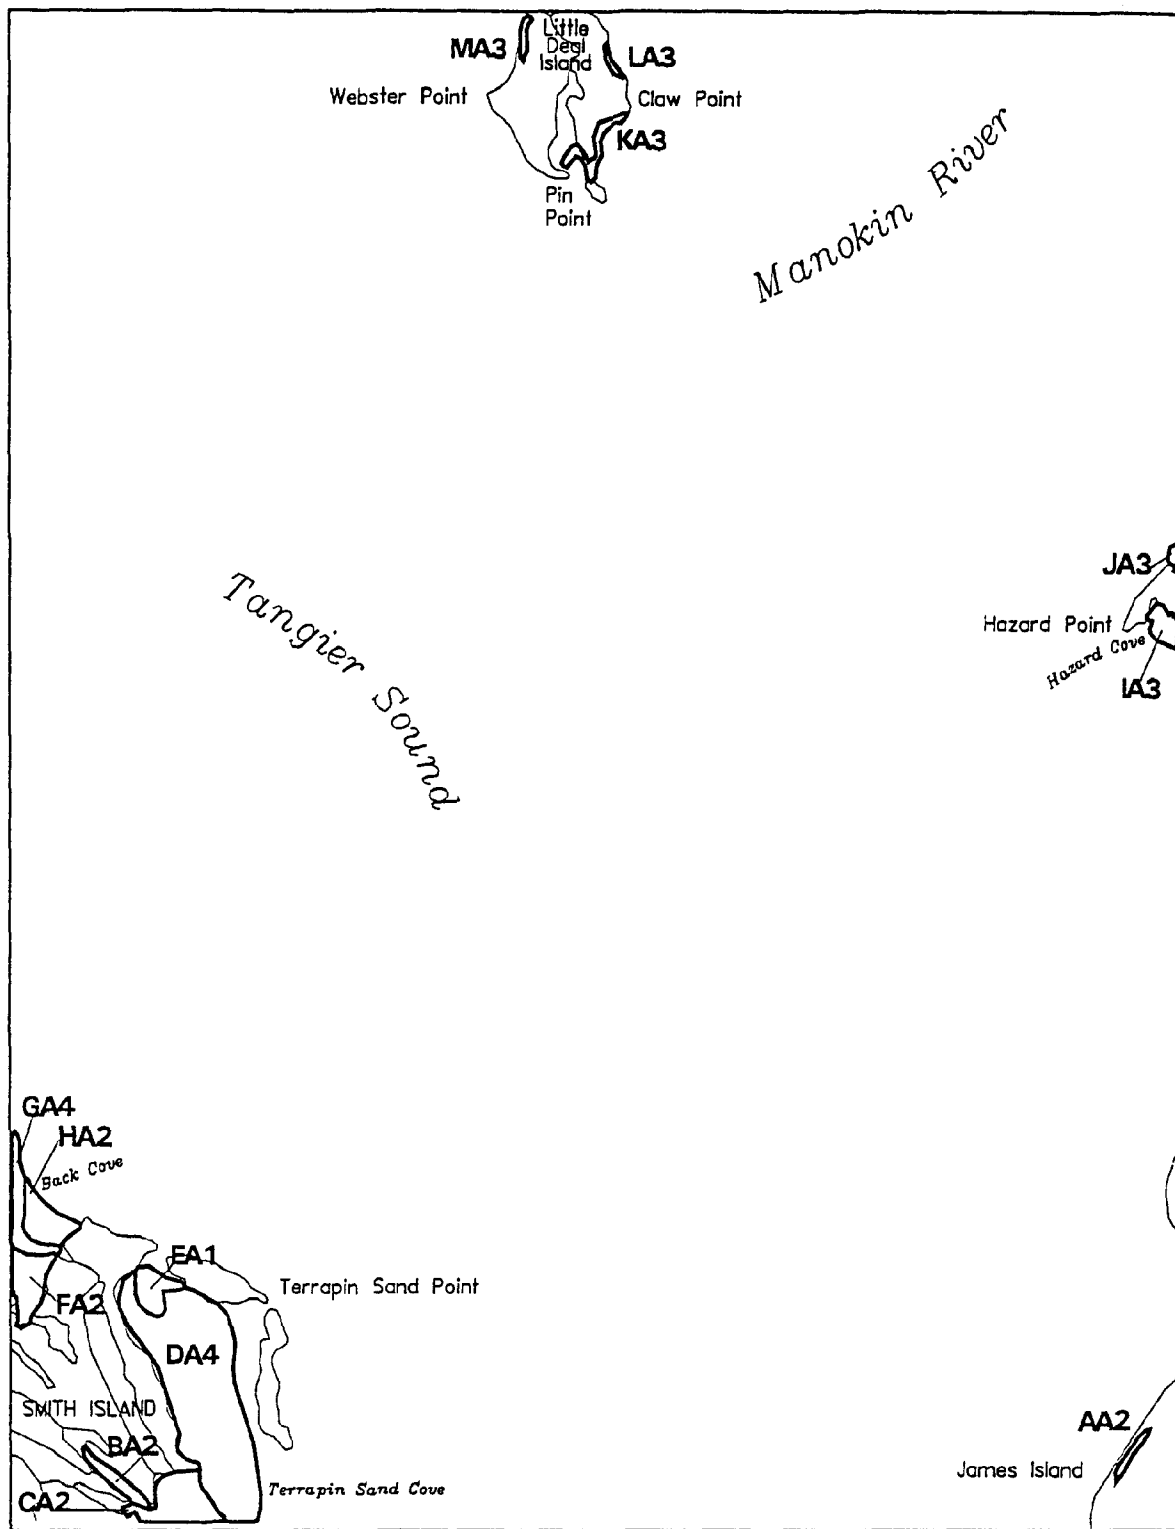 Little
MA3
Deal
Island
LA3
Webster Point
Claw Point
KA3
Pin
Point
Manokin River
JA3
Tangier Sound
Hazard Point
Hazard Cove
IA3
GA4
HA2
Back Cove
EA1
Terrapin Sand Point
FA2
DA4
SMITH ISLAND
AA2
BA2
James Island
Terrapin Sand Cove
CA2